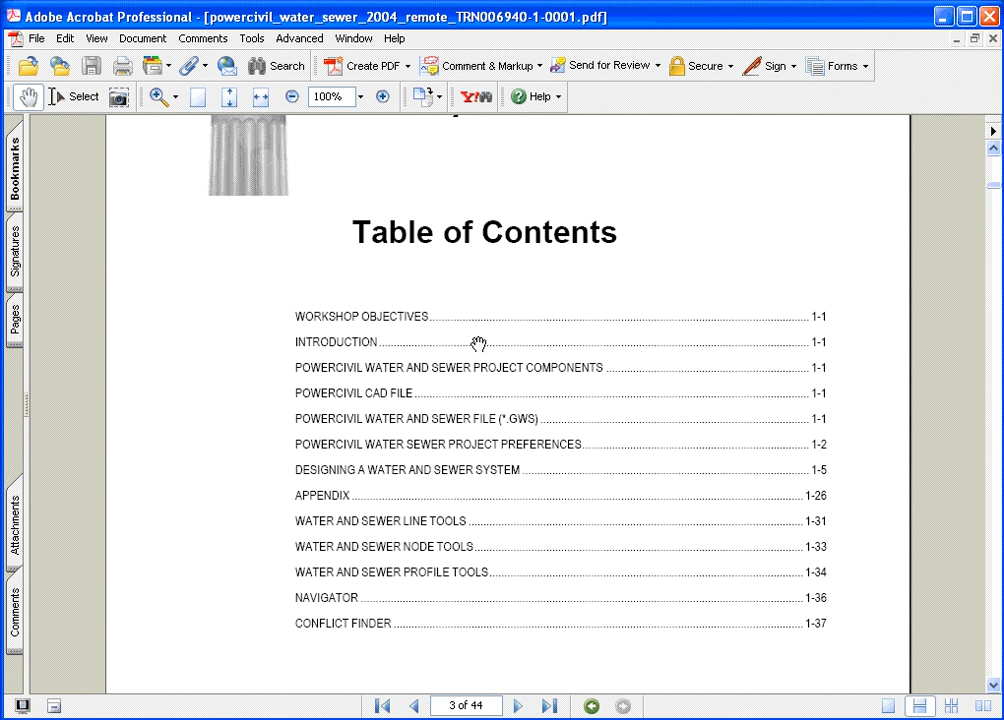 Adobe Acrobat Professional - [powercivil_water_sewer_2004_remote_TRN006940-1-0001.pdf]
File Edit View Document Comments Tools Advanced Window Help
Search Create PDF Comment & Markup Send for Review Secure Sign Forms
Select 100% Y! Help
Bookmarks
Signatures
Pages
Attachments
Comments
Table of Contents
WORKSHOP OBJECTIVES 1-1
INTRODUCTION 1-1
POWERCIVIL WATER AND SEWER PROJECT COMPONENTS 1-1
POWERCIVIL CAD FILE 1-1
POWERCIVIL WATER AND SEWER FILE (*.GWS) 1-1
POWERCIVIL WATER SEWER PROJECT PREFERENCES 1-2
DESIGNING A WATER AND SEWER SYSTEM 1-5
APPENDIX 1-26
WATER AND SEWER LINE TOOLS 1-31
WATER AND SEWER NODE TOOLS 1-33
WATER AND SEWER PROFILE TOOLS 1-34
NAVIGATOR 1-36
CONFLICT FINDER 1-37
3 of 44